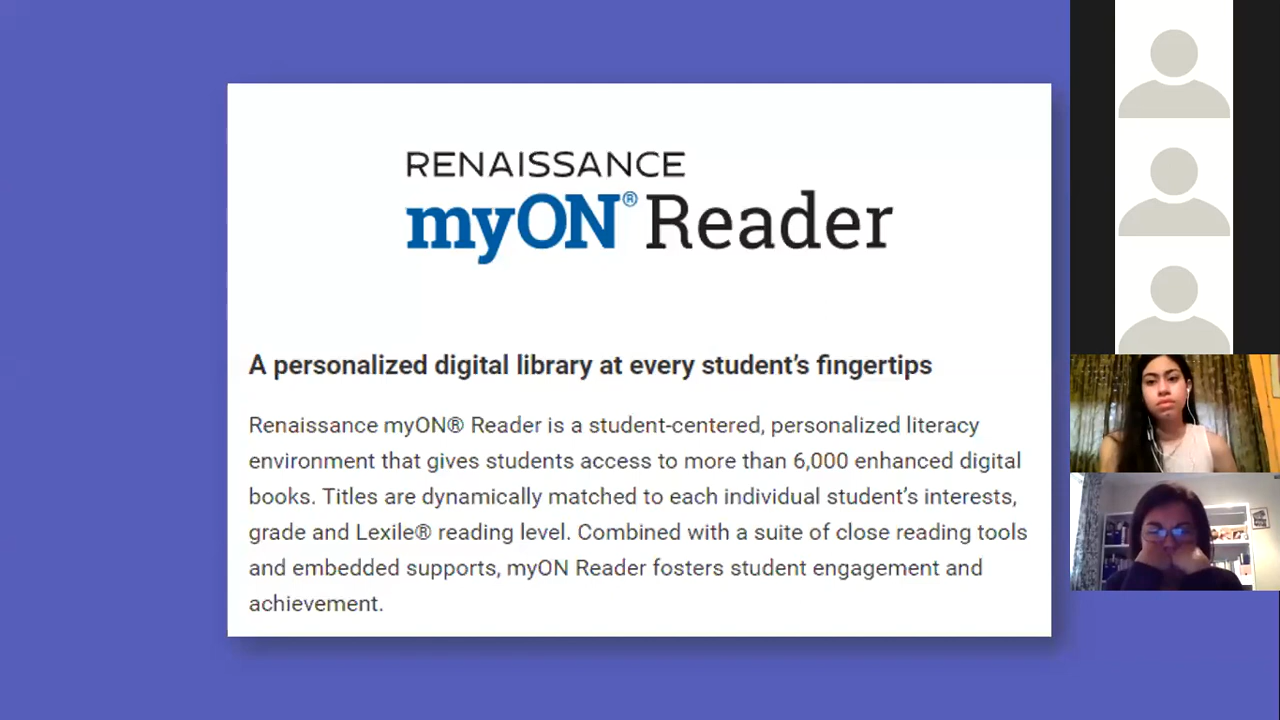 RENAISSANCE
myON® Reader
A personalized digital library at every student’s fingertips
Renaissance myON® Reader is a student-centered, personalized literacy
environment that gives students access to more than 6,000 enhanced digital
books. Titles are dynamically matched to each individual student’s interests,
grade and Lexile® reading level. Combined with a suite of close reading tools
and embedded supports, myON Reader fosters student engagement and
achievement.